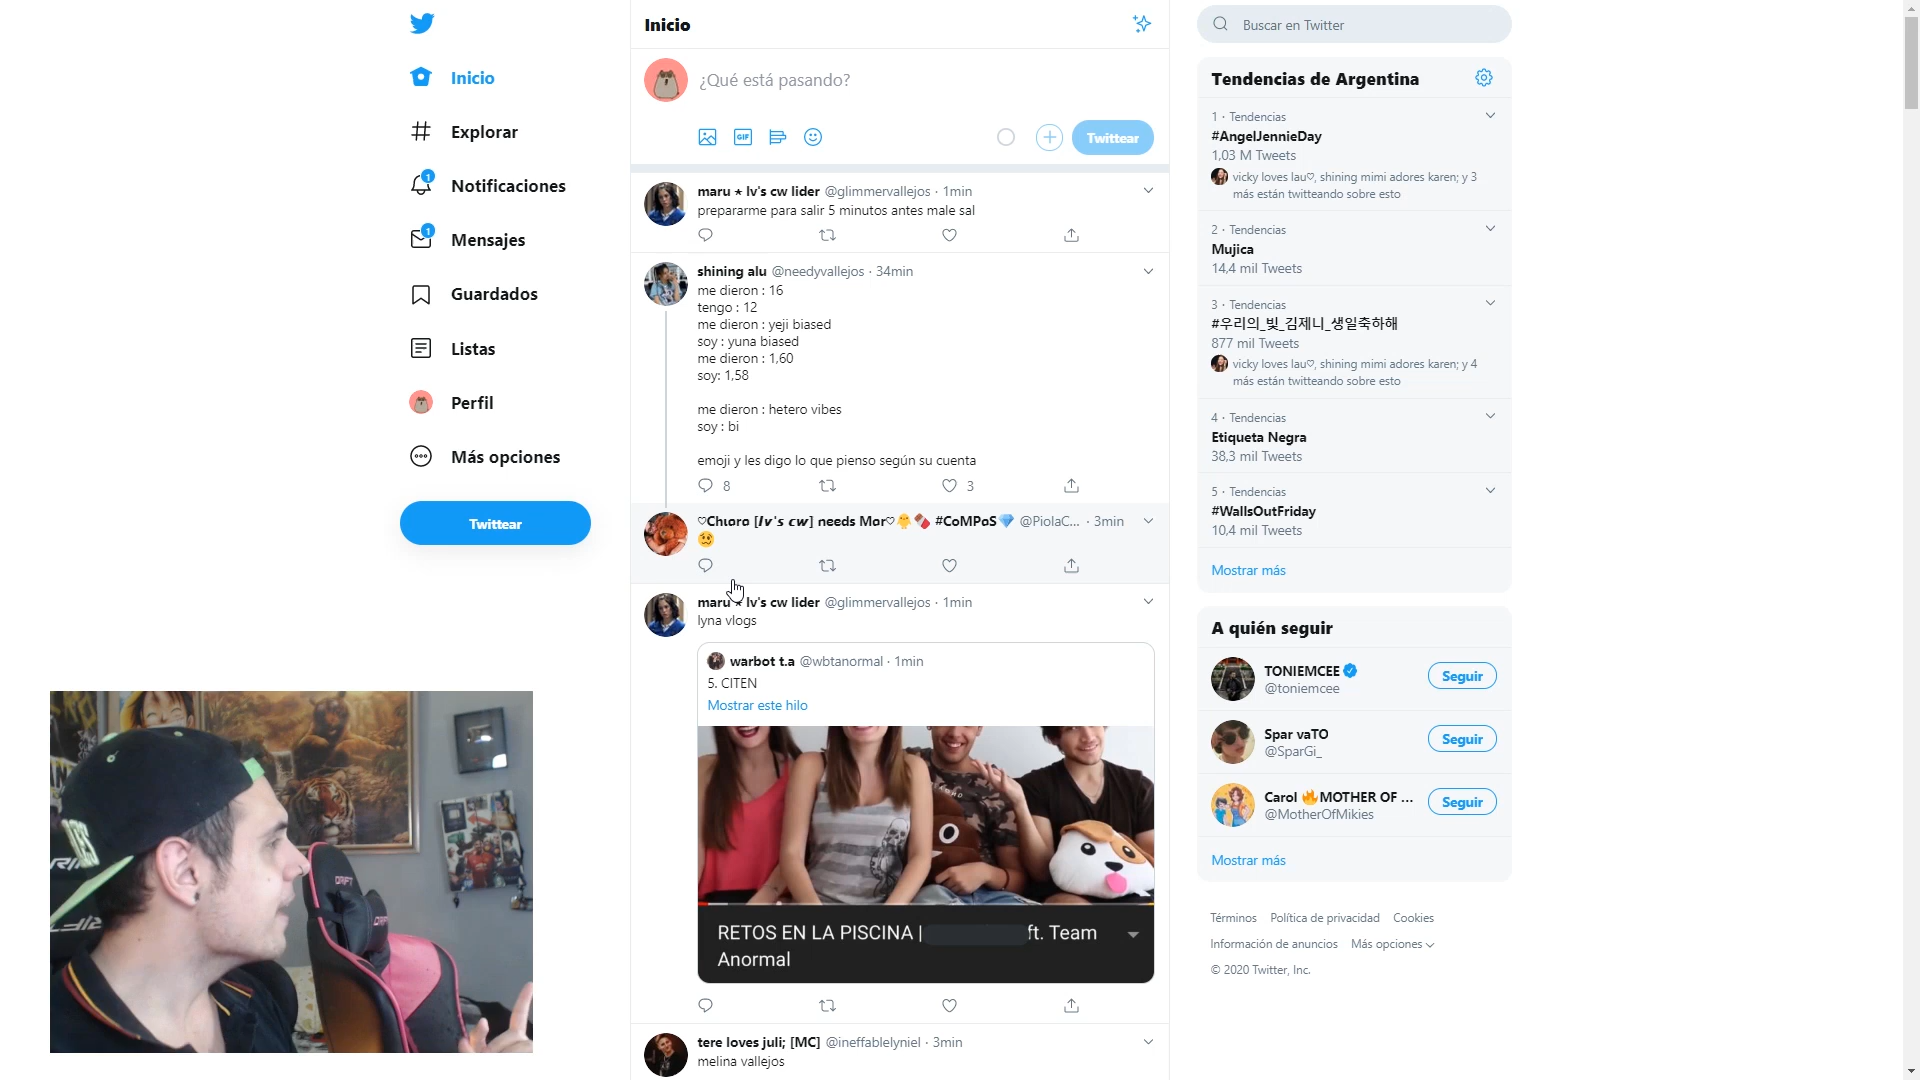 Inicio
Explorar
1
Notificaciones
1
Mensajes
Guardados
Listas
Perfil
Más opciones
Twittear
Inicio
¿Qué está pasando?
GIF
Twittear
maru ★ lv's cw lider @glimmervallejos · 1min
prepararme para salir 5 minutos antes male sal
shining alu @needyvallejos · 34min
me dieron : 16
tengo : 12
me dieron : yeji biased
soy : yuna biased
me dieron : 1,60
soy: 1,58
me dieron : hetero vibes
soy : bi
emoji y les digo lo que pienso según su cuenta
8
3
♡Chιαrα [𝙡𝙫'𝙨 𝙘𝙬] needs Mαr♡🐥🍫 #CoMPαS💎 @PiolaC... · 3min
🥴
maru ★ lv's cw lider @glimmervallejos · 1min
lyna vlogs
warbot t.a @wbtanormal · 1min
5. CITEN
Mostrar este hilo
RETOS EN LA PISCINA | ft. Team
Anormal
tere loves juli; [MC] @ineffablelyniel · 3min
melina vallejos
Buscar en Twitter
Tendencias de Argentina
1 · Tendencias
#AngelJennieDay
1,03 M Tweets
vicky loves lau♡, shining mimi adores karen; y 3
más están twitteando sobre esto
2 · Tendencias
Mujica
14,4 mil Tweets
3 · Tendencias
#우리의_빛_김제니_생일축하해
877 mil Tweets
vicky loves lau♡, shining mimi adores karen; y 4
más están twitteando sobre esto
4 · Tendencias
Etiqueta Negra
38,3 mil Tweets
5 · Tendencias
#WallsOutFriday
10,4 mil Tweets
Mostrar más
A quién seguir
TONIEMCEE
@toniemcee
Seguir
Spar vaTO
@SparGi_
Seguir
Carol 🔥MOTHER OF ...
@MotherOfMikies
Seguir
Mostrar más
Términos Política de privacidad Cookies
Información de anuncios Más opciones
© 2020 Twitter, Inc.
DRIFT